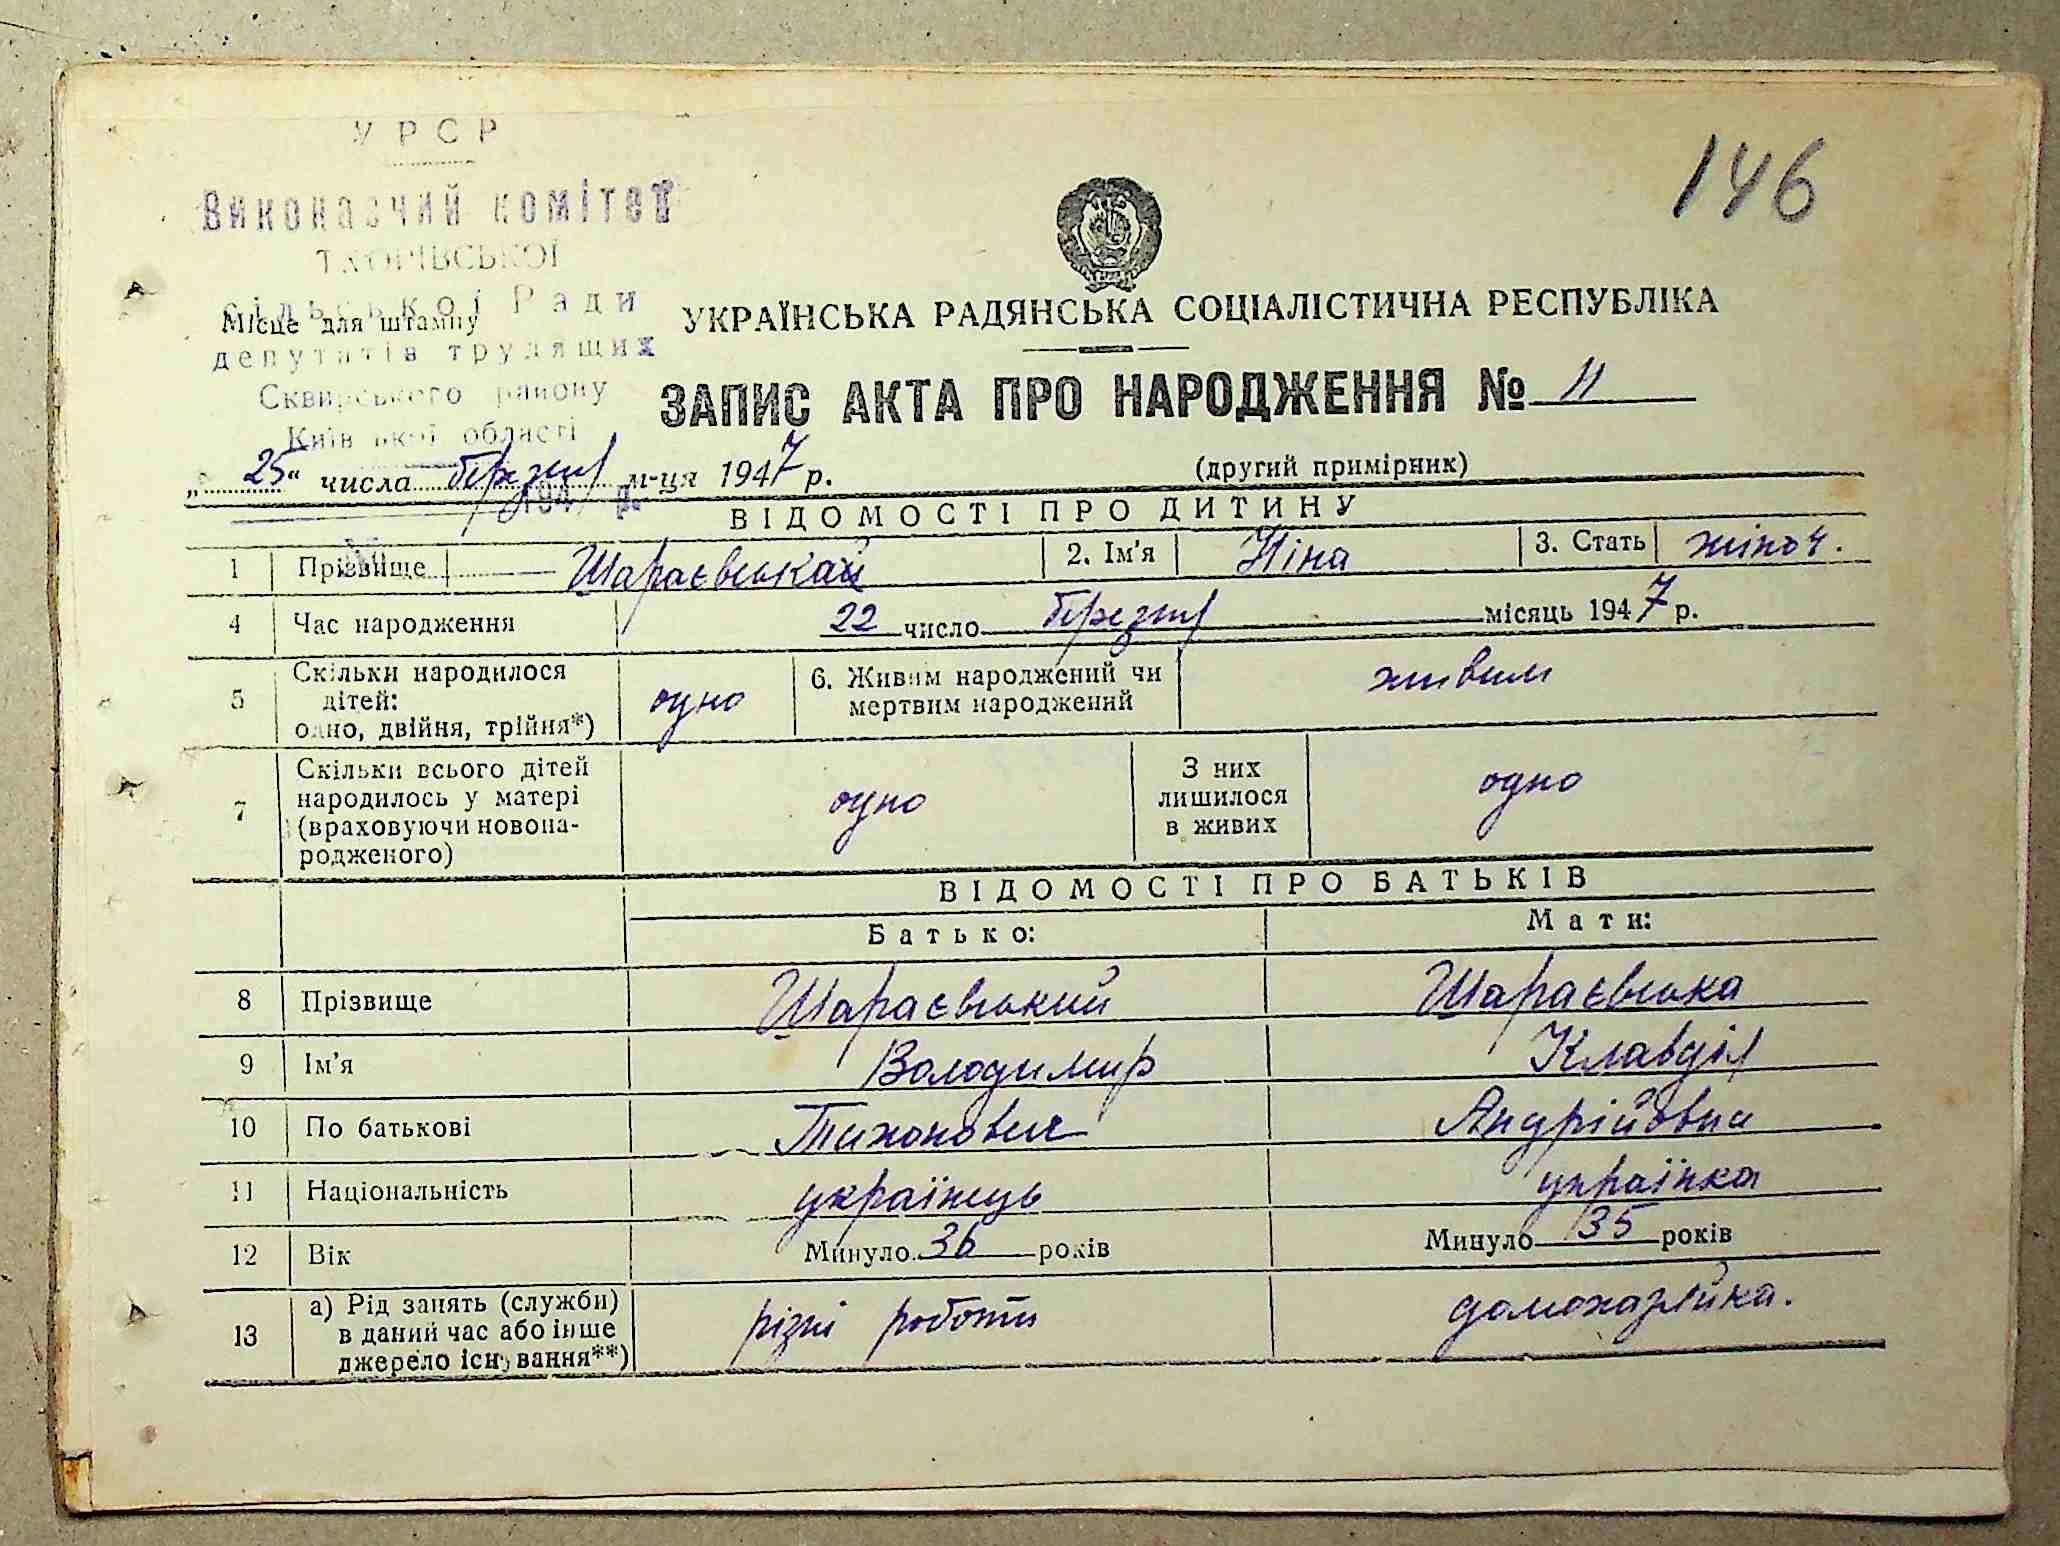 УРСР
146
Виконавчий комітет
ТХОРІВСЬКОЇ
сільської Ради
Місце для штампу
УКРАЇНСЬКА РАДЯНСЬКА СОЦІАЛІСТИЧНА РЕСПУБЛІКА
депутатів трудящих
Сквирського району
ЗАПИС АКТА ПРО НАРОДЖЕННЯ № 11
Київської області
„25“ числа березня м-ця 1947 р.
(другий примірник)
194 р.
ВІДОМОСТІ ПРО ДИТИНУ
1 Прізвище Шараєвська 2. Ім'я Ніна 3. Стать жіноч.
4 Час народження 22 число березня місяць 1947 р.
5 Скільки народилося дітей: одно, двійня, трійня*) одно 6. Живим народжений чи мертвим народжений живим
7 Скільки всього дітей народилось у матері (враховуючи новонародженого) одно З них лишилося в живих одно
ВІДОМОСТІ ПРО БАТЬКІВ
Батько: Мати:
8 Прізвище Шараєвський Шараєвська
9 Ім'я Володимир Клавдія
10 По батькові Тихонович Андрійовна
11 Національність українець українка
12 Вік Минуло 36 років Минуло 35 років
13 а) Рід занять (служби) в даний час або інше джерело існування**) різні роботи домохазяйка.